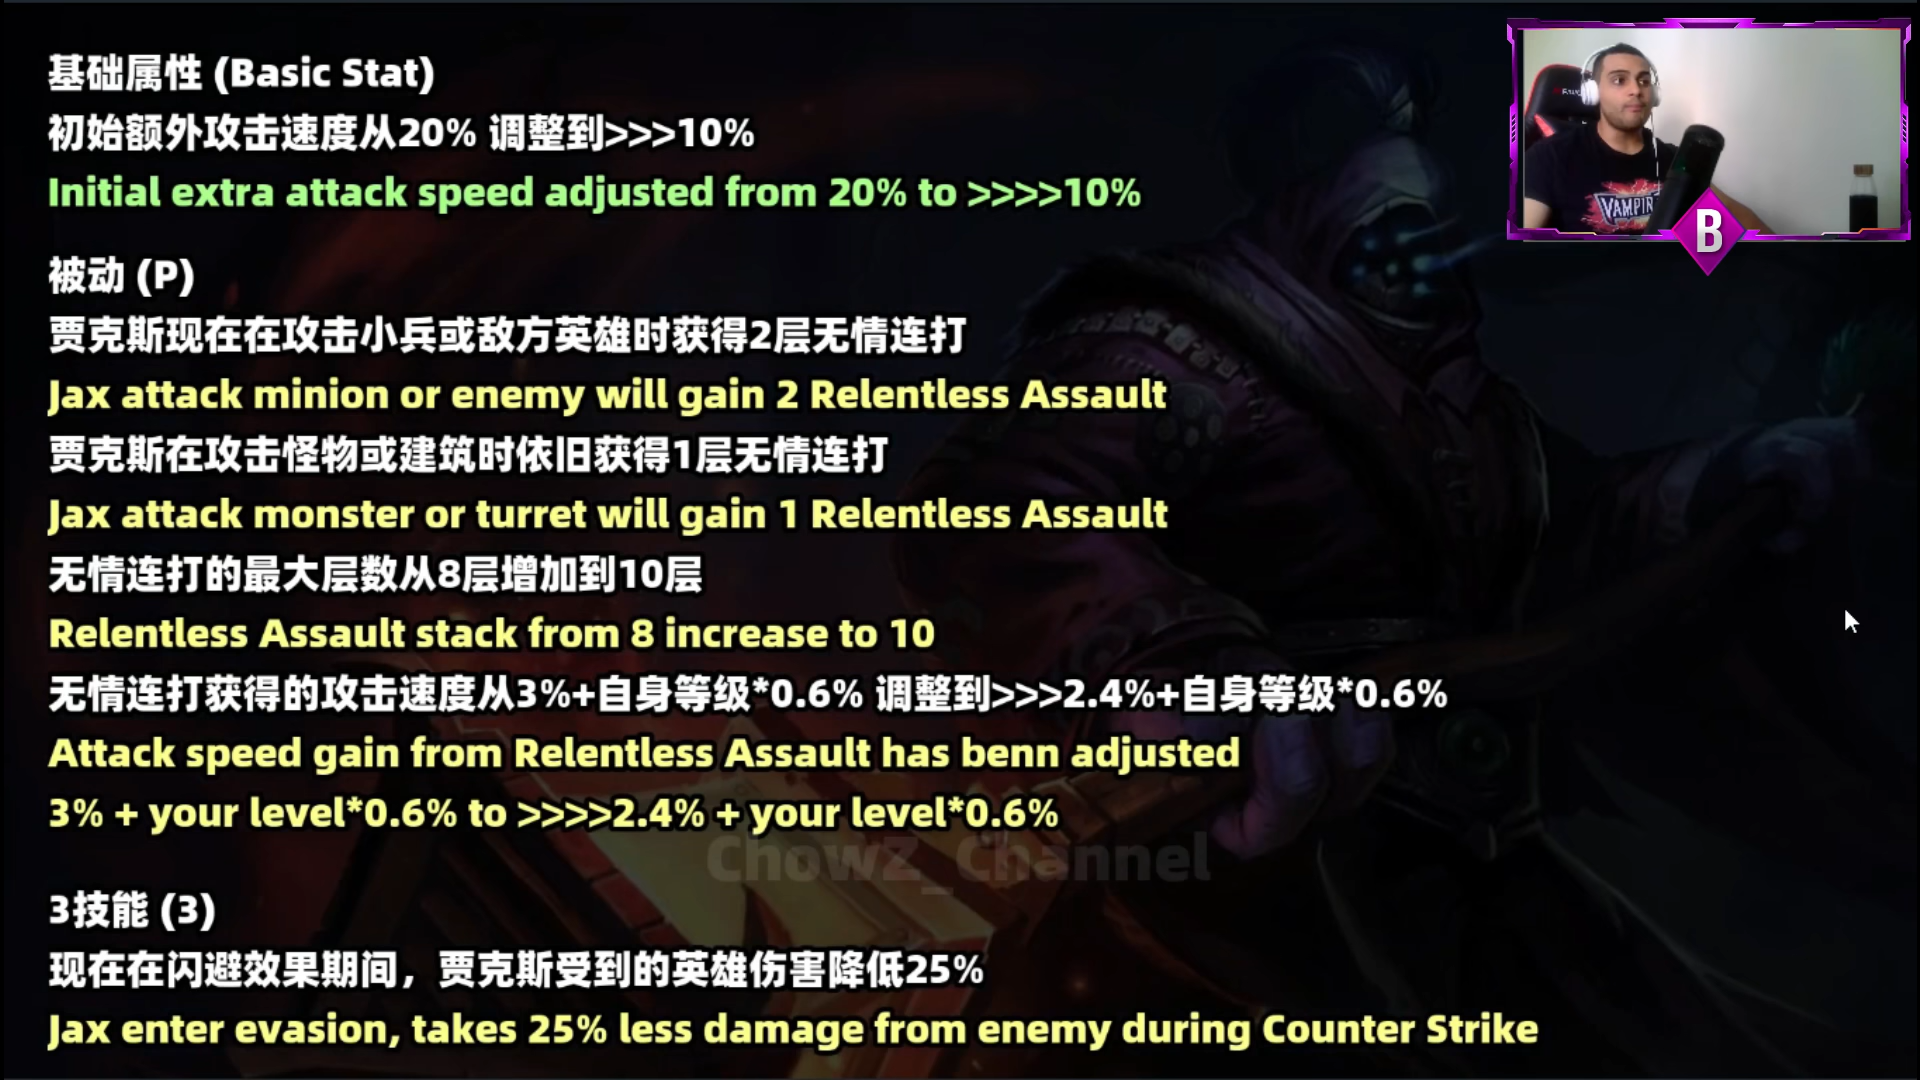 基础属性 (Basic Stat)
初始额外攻击速度从20% 调整到>>>10%
Initial extra attack speed adjusted from 20% to >>>>10%
被动 (P)
贾克斯现在在攻击小兵或敌方英雄时获得2层无情连打
Jax attack minion or enemy will gain 2 Relentless Assault
贾克斯在攻击怪物或建筑时依旧获得1层无情连打
Jax attack monster or turret will gain 1 Relentless Assault
无情连打的最大层数从8层增加到10层
Relentless Assault stack from 8 increase to 10
无情连打获得的攻击速度从3%+自身等级*0.6% 调整到>>>2.4%+自身等级*0.6%
Attack speed gain from Relentless Assault has benn adjusted
3% + your level*0.6% to >>>>2.4% + your level*0.6%
ChowZ_Channel
3技能 (3)
现在在闪避效果期间，贾克斯受到的英雄伤害降低25%
Jax enter evasion, takes 25% less damage from enemy during Counter Strike
VAMPIR
B